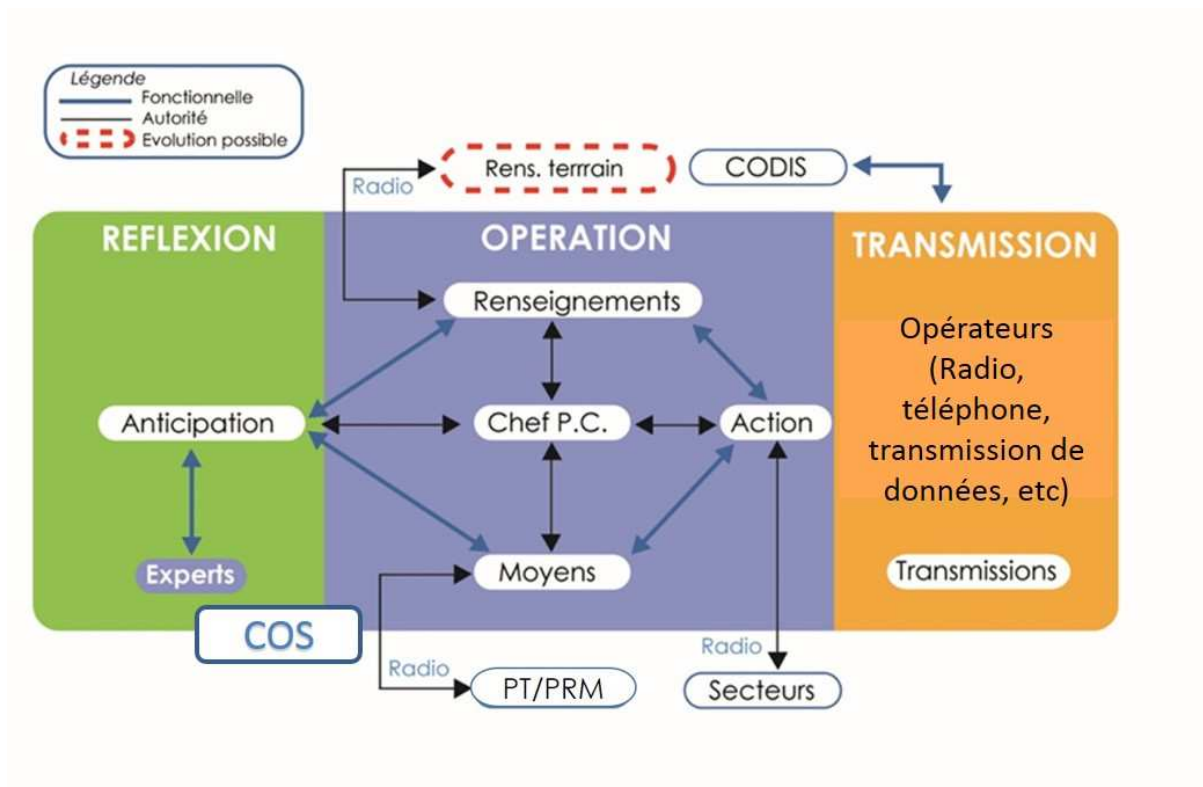 Légende
Fonctionnelle
Autorité
Evolution possible
Rens. terrrain
CODIS
Radio
REFLEXION
OPERATION
TRANSMISSION
Renseignements
Opérateurs
(Radio,
téléphone,
transmission de
données, etc)
Anticipation
Chef P.C.
Action
Experts
Moyens
Transmissions
COS
Radio
Radio
PT/PRM
Secteurs